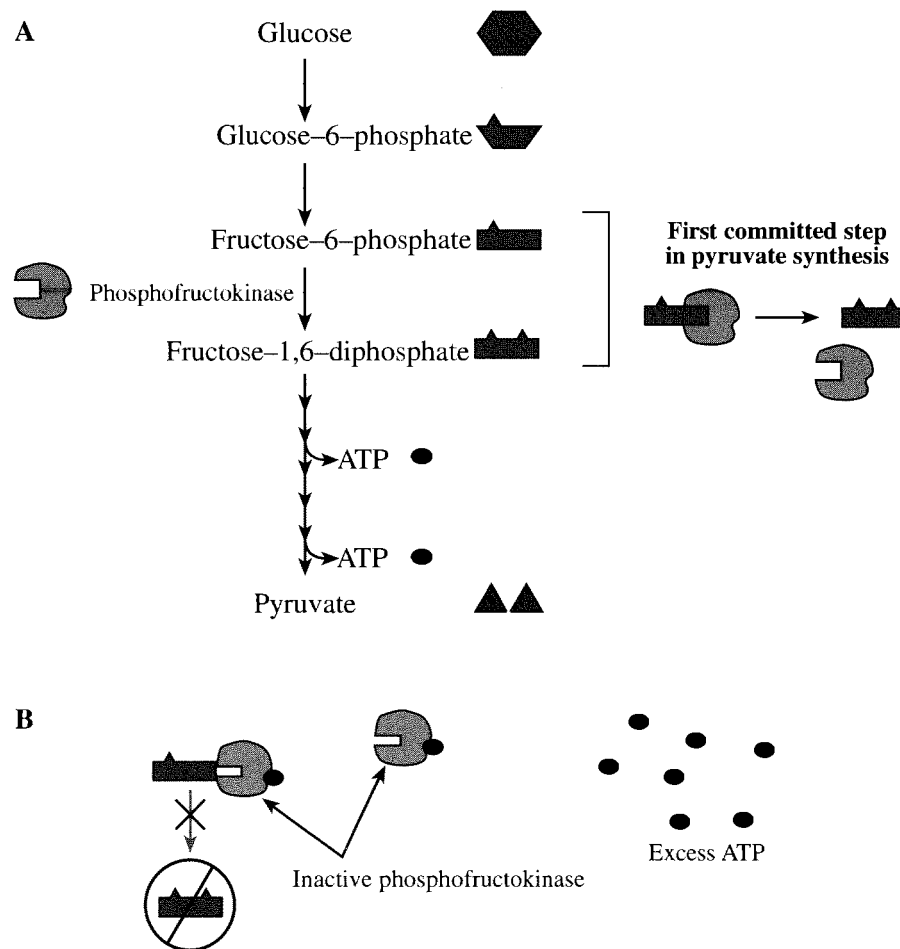 A
Glucose
Glucose–6–phosphate
Fructose–6–phosphate
Phosphofructokinase
Fructose–1,6–diphosphate
ATP
ATP
Pyruvate
First committed step
in pyruvate synthesis
B
Inactive phosphofructokinase
Excess ATP